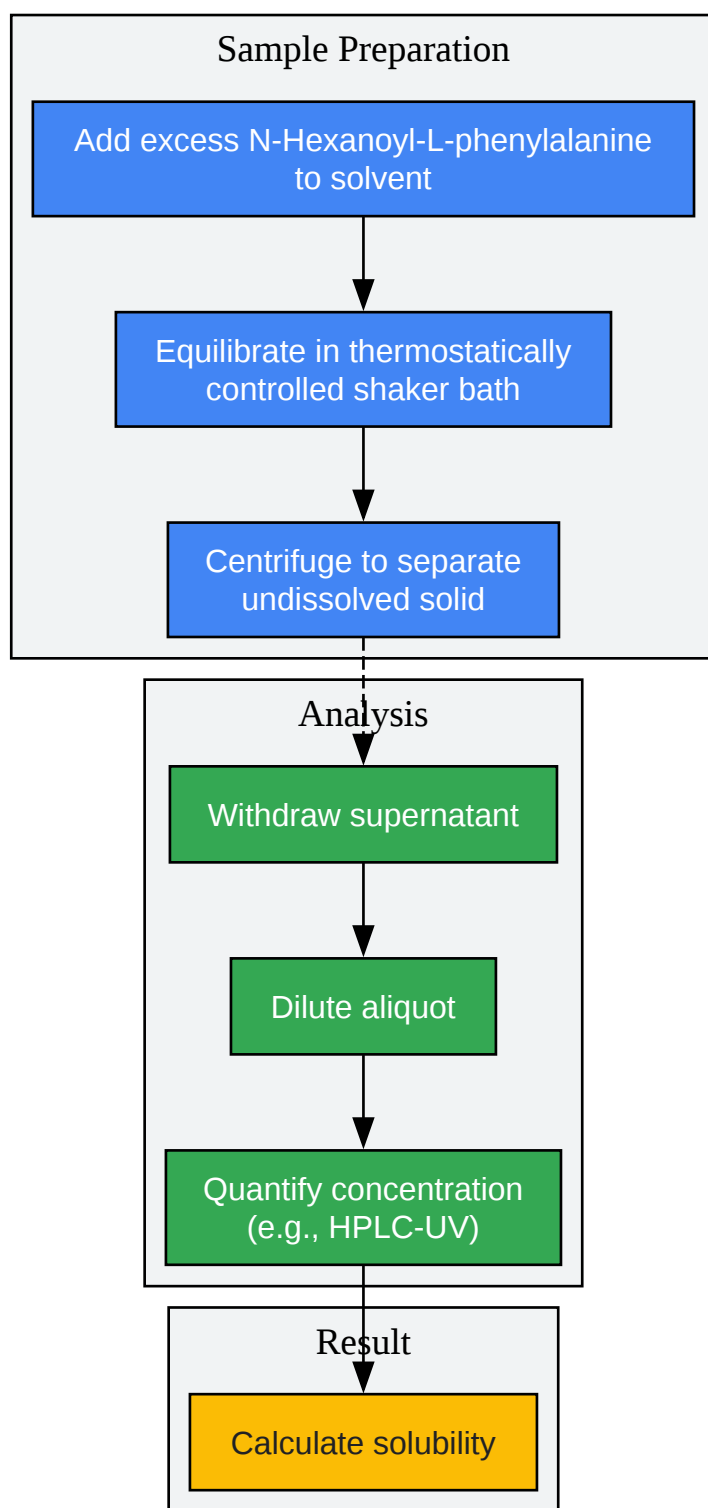 Sample Preparation
Add excess N-Hexanoyl-L-phenylalanine
to solvent
Equilibrate in thermostatically
controlled shaker bath
Centrifuge to separate
undissolved solid
Analysis
Withdraw supernatant
Dilute aliquot
Quantify concentration
(e.g., HPLC-UV)
Result
Calculate solubility